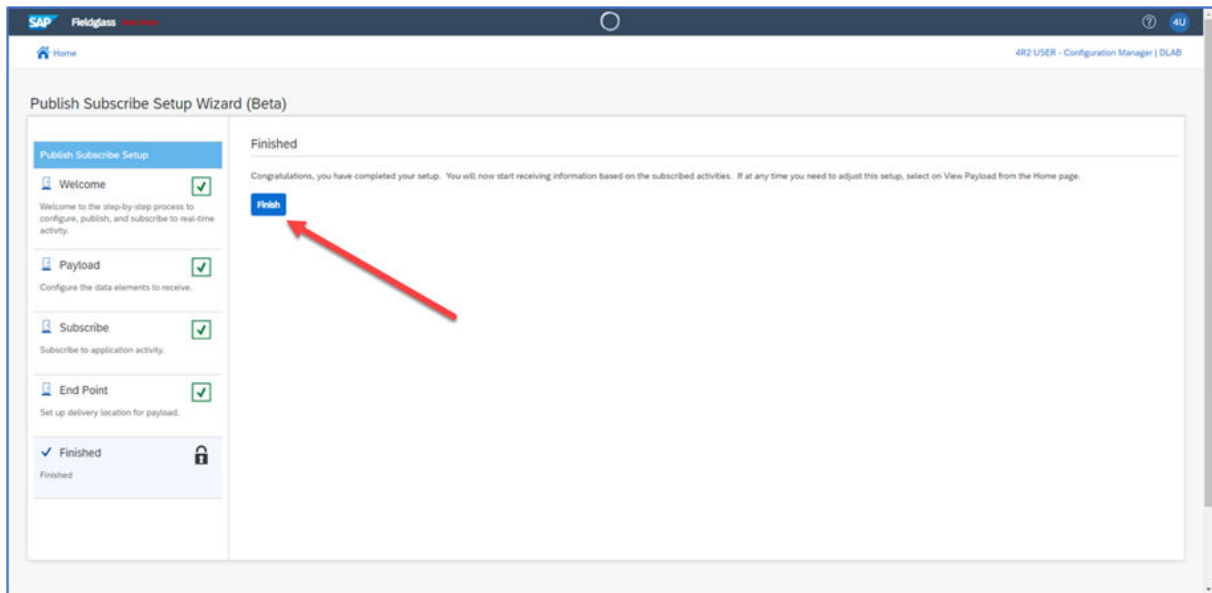 SAP Fieldglass
4U
Home
4R2 USER - Configuration Manager | DLAB
Publish Subscribe Setup Wizard (Beta)
Publish Subscribe Setup
Welcome
Welcome to the step-by-step process to
configure, publish, and subscribe to real-time
activity.
Payload
Configure the data elements to receive.
Subscribe
Subscribe to application activity.
End Point
Set up delivery location for payload.
Finished
Finished
Finished
Congratulations, you have completed your setup. You will now start receiving information based on the subscribed activities. If at any time you need to adjust this setup, select on View Payload from the Home page.
Finish